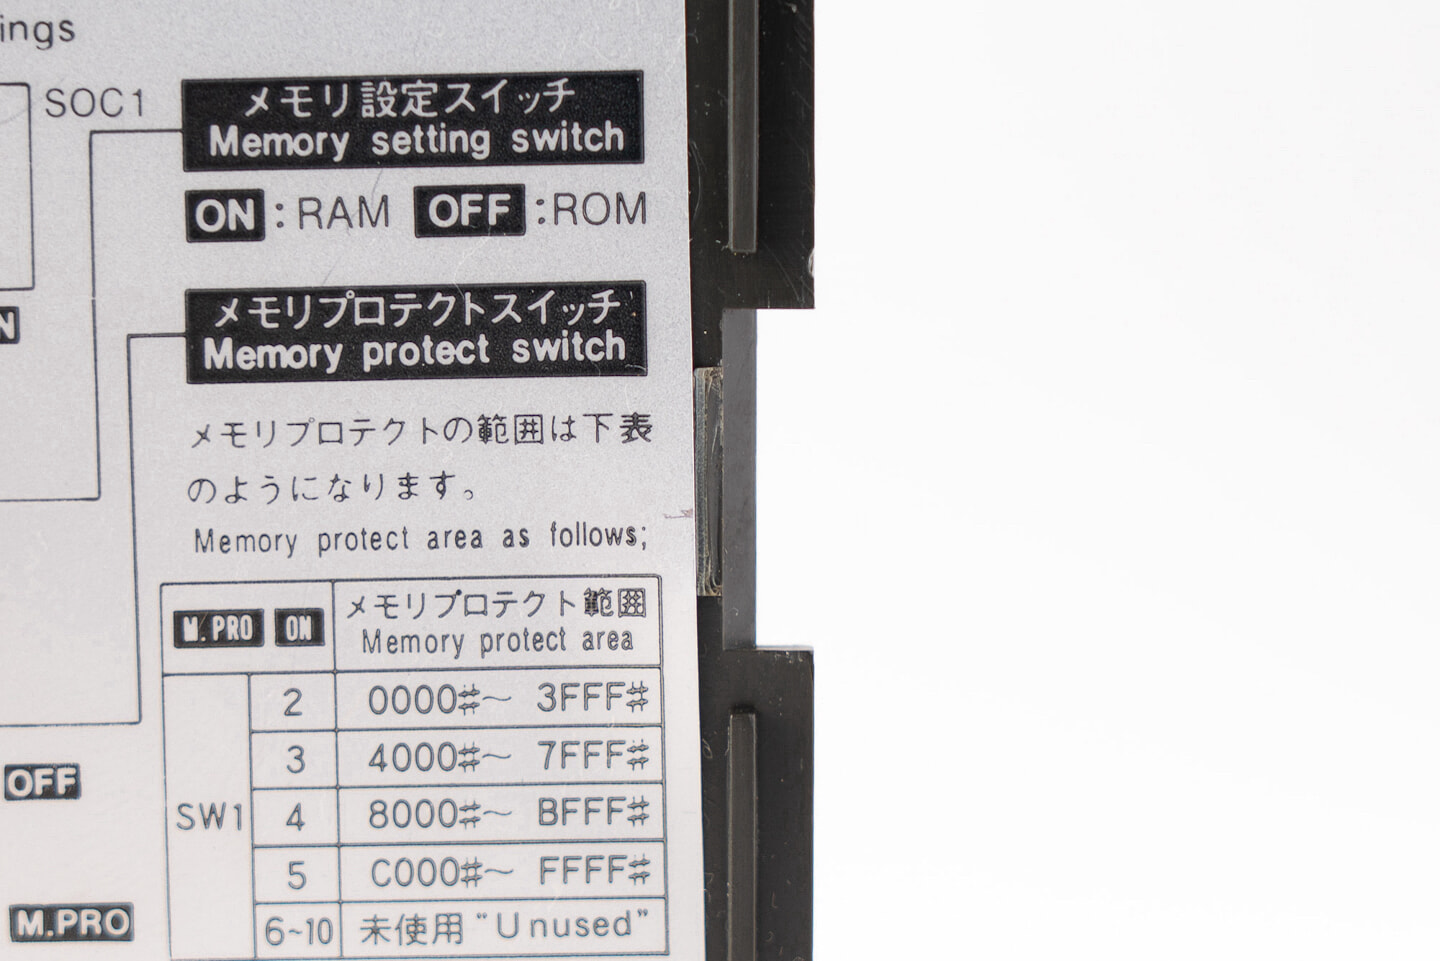 ings
SOC1
メモリ設定スイッチ
Memory setting switch
ON :RAM OFF :ROM
N
メモリプロテクトスイッチ
Memory protect switch
メモリプロテクトの範囲は下表
のようになります。
Memory protect area as follows;
M.PRO ON メモリプロテクト範囲
Memory protect area
2 0000#~ 3FFF#
3 4000#~ 7FFF#
OFF
SW1 4 8000#~ BFFF#
5 C000#~ FFFF#
M.PRO
6~10 未使用 "Unused"